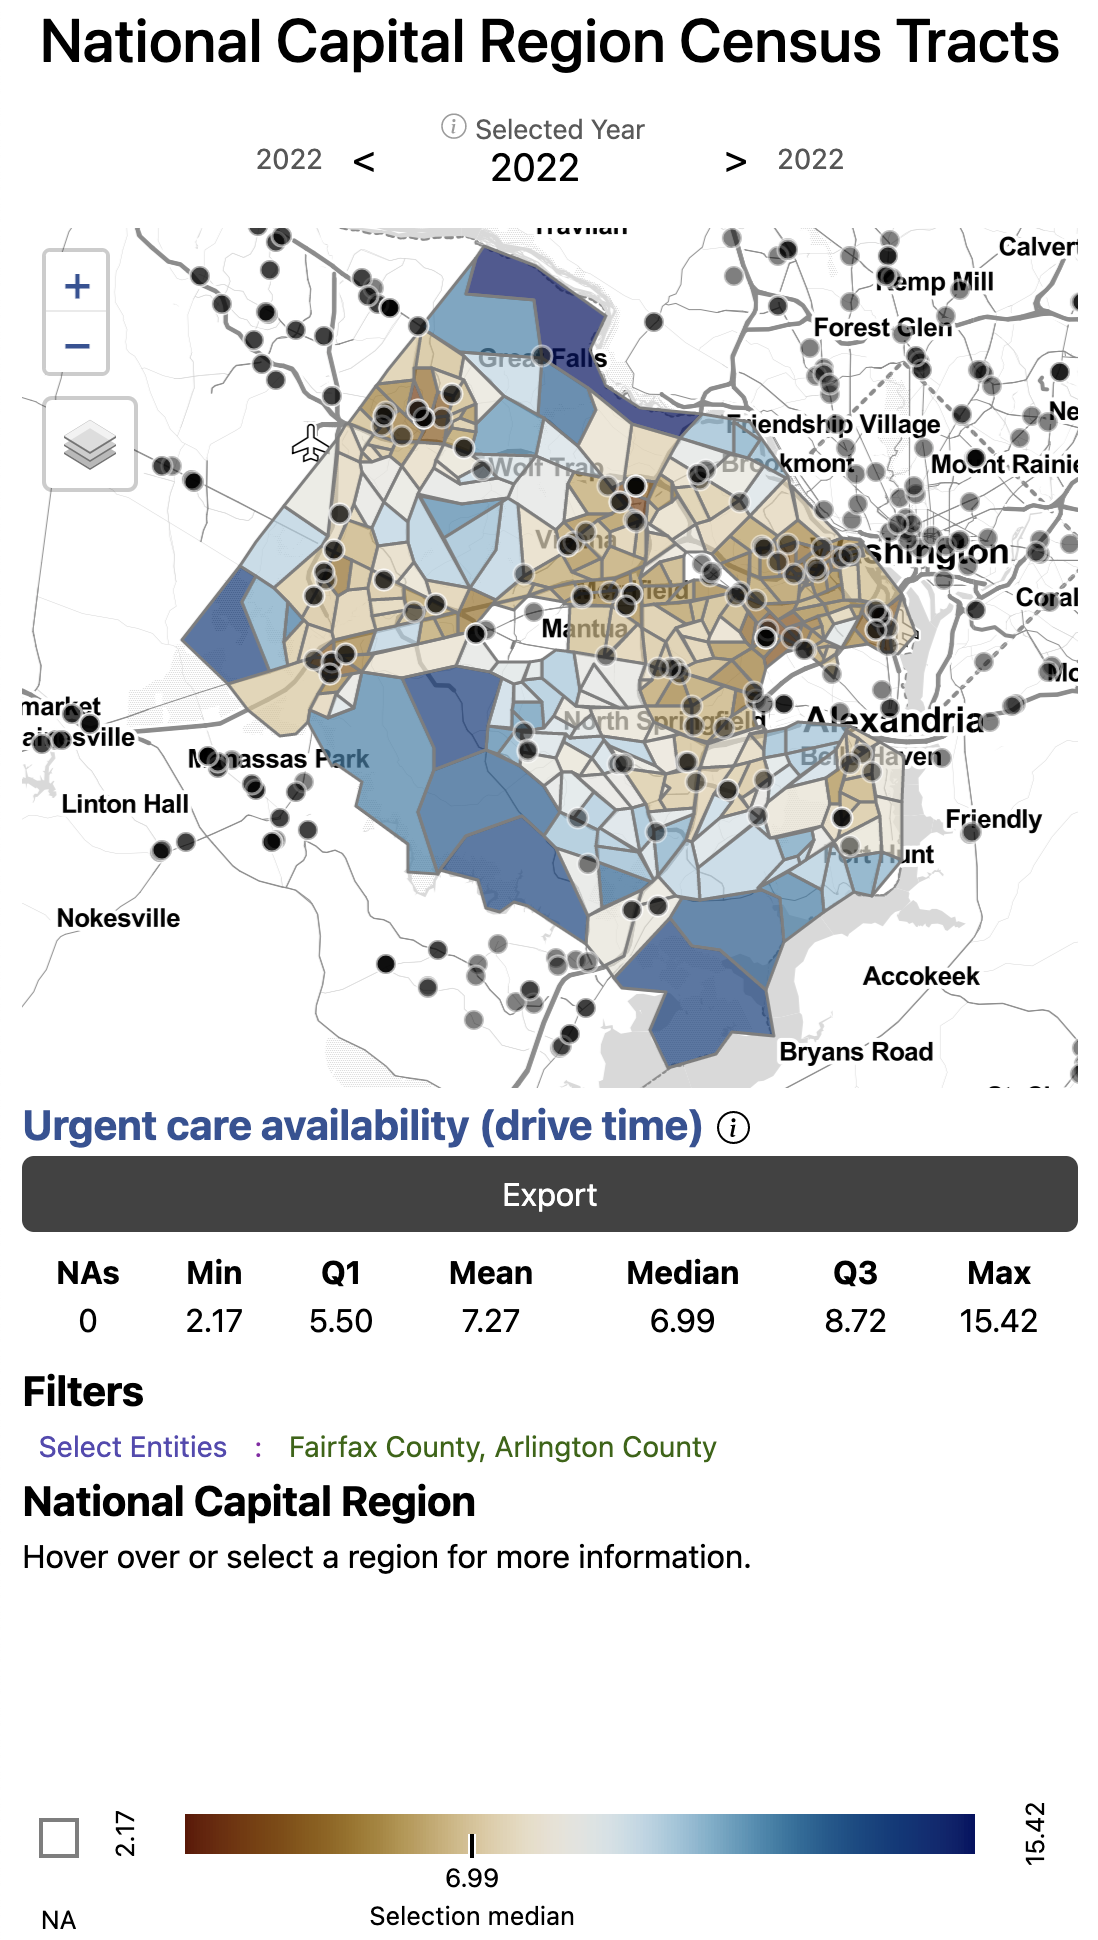 National Capital Region Census Tracts
Selected Year
2022 < 2022 > 2022
Travilah
Calvert
Kemp Mill
Forest Glen
+
−
Great Falls
Friendship Village
Ne
Wolf Trap
Brookmont
Mount Rainie
Vienna
shington
Merrifield
Coral
Mantua
Mc
market
ainesville
North Springfield
Alexandria
Manassas Park
Belle Haven
Linton Hall
Friendly
Fort Hunt
Nokesville
Accokeek
Bryans Road
Urgent care availability (drive time)
Export
NAs Min Q1 Mean Median Q3 Max
0 2.17 5.50 7.27 6.99 8.72 15.42
Filters
Select Entities : Fairfax County, Arlington County
National Capital Region
Hover over or select a region for more information.
2.17
15.42
6.99
NA
Selection median